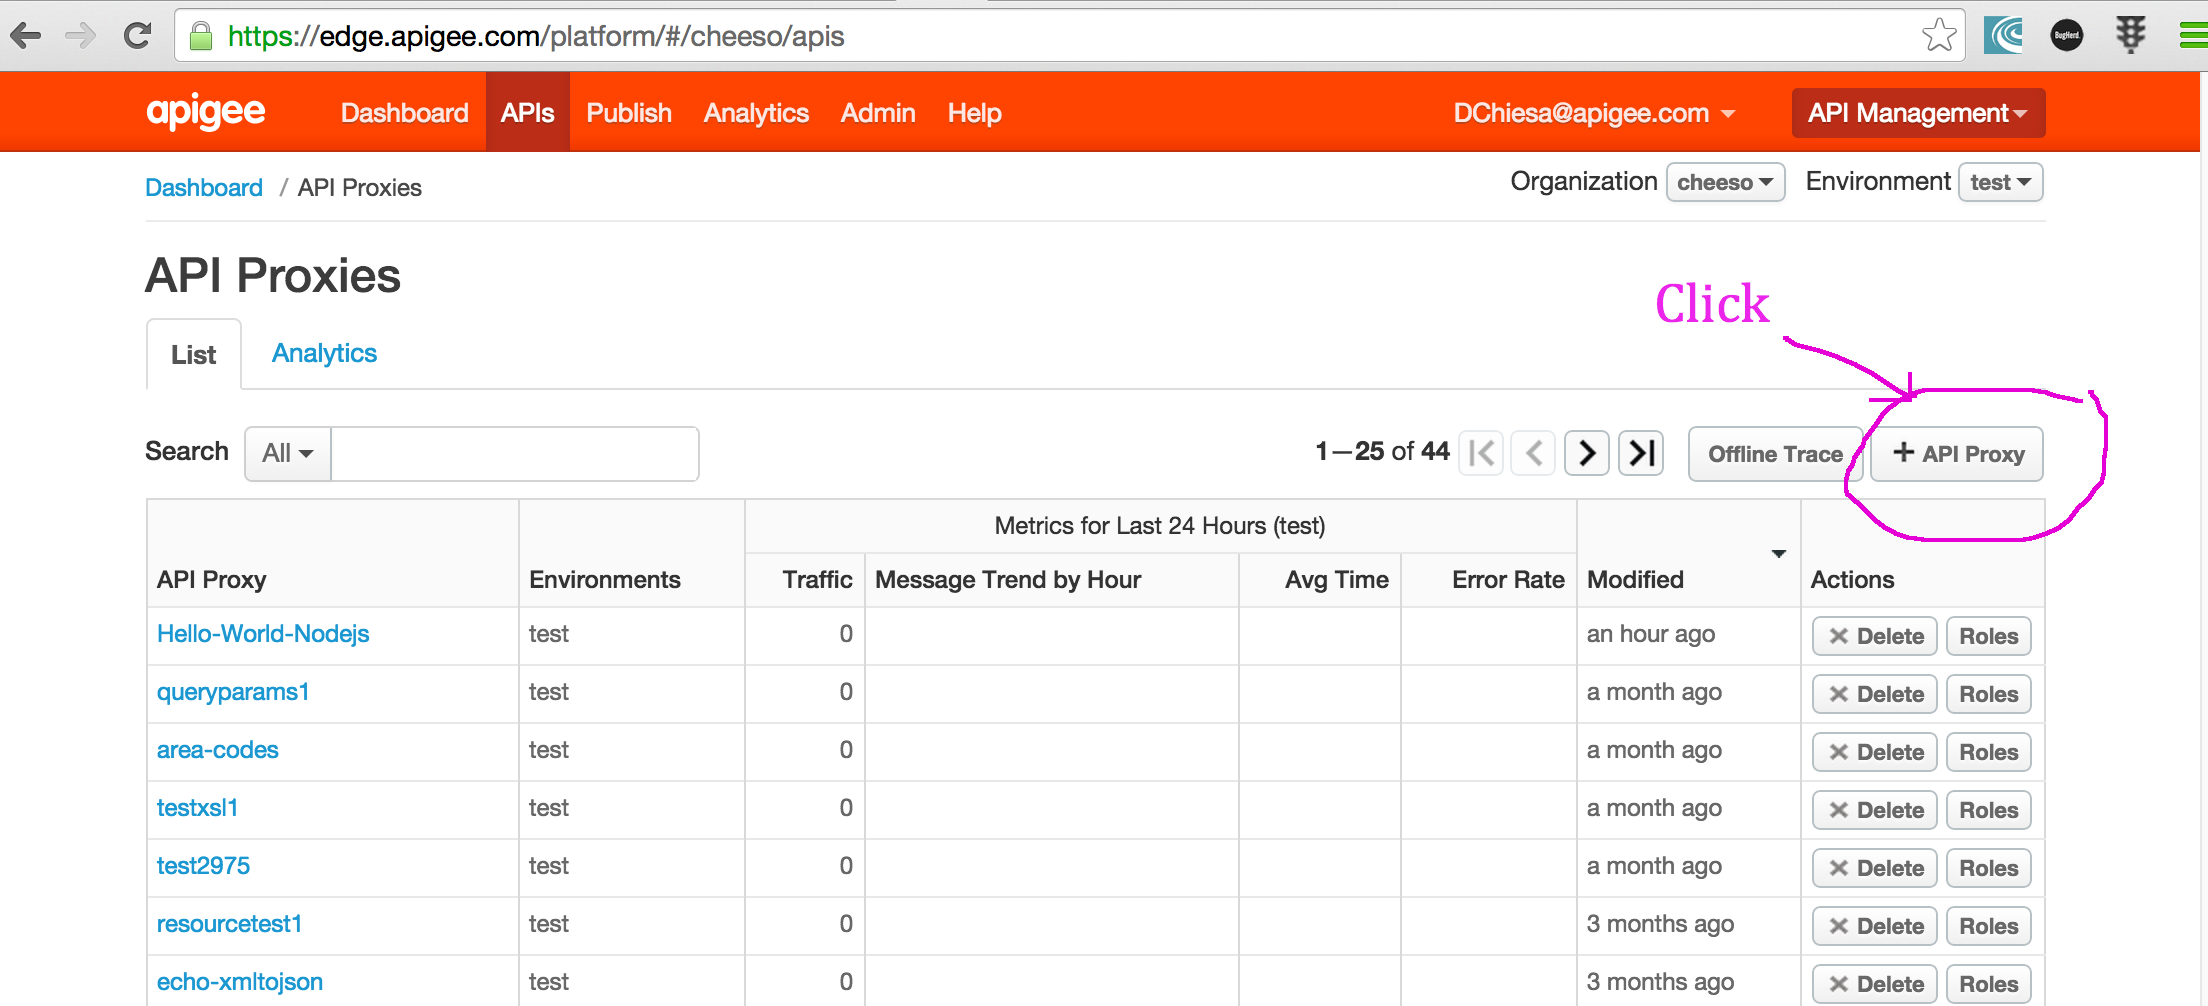 https://edge.apigee.com/platform/#/cheeso/apis
BugHerd.
apigee Dashboard APIs Publish Analytics Admin Help DChiesa@apigee.com API Management
Dashboard / API Proxies Organization cheeso Environment test
API Proxies
Click
List Analytics
Search All 1—25 of 44 Offline Trace + API Proxy
Metrics for Last 24 Hours (test)
API Proxy Environments Traffic Message Trend by Hour Avg Time Error Rate Modified Actions
Hello-World-Nodejs test 0 an hour ago Delete Roles
queryparams1 test 0 a month ago Delete Roles
area-codes test 0 a month ago Delete Roles
testxsl1 test 0 a month ago Delete Roles
test2975 test 0 a month ago Delete Roles
resourcetest1 test 0 3 months ago Delete Roles
echo-xmltojson test 0 3 months ago Delete Roles